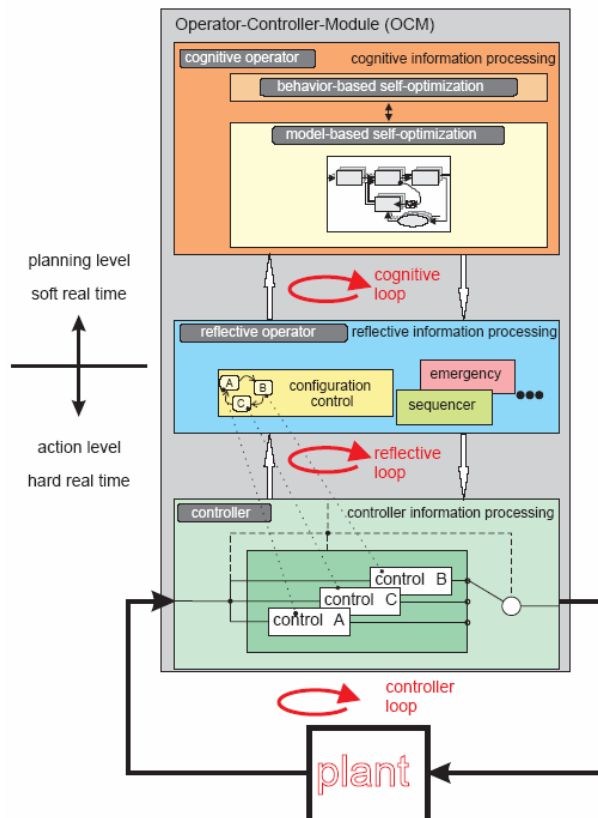 Operator-Controller-Module (OCM)
cognitive operator
cognitive information processing
behavior-based self-optimization
model-based self-optimization
planning level
soft real time
cognitive
loop
reflective operator
reflective information processing
A
B
C
configuration
control
emergency
sequencer
action level
hard real time
reflective
loop
controller
controller information processing
control B
control C
control A
controller
loop
plant